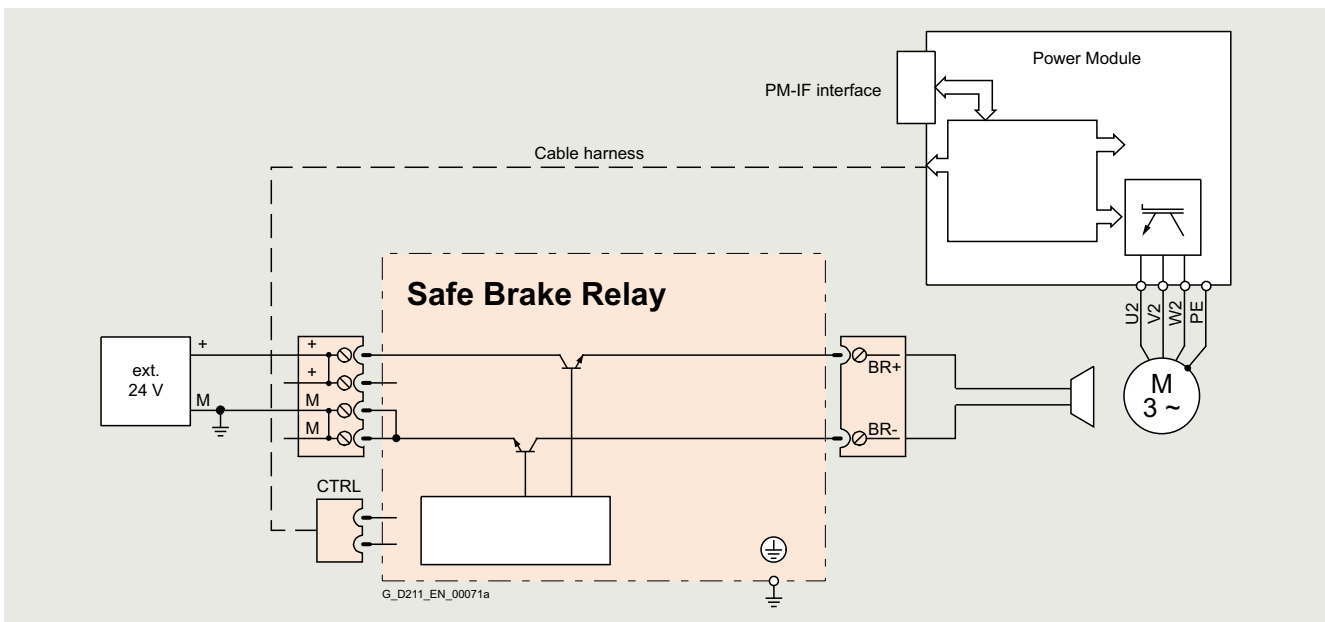 Power Module
PM-IF interface
Cable harness
Safe Brake Relay
U2
V2
W2
PE
ext.
24 V
+
M
+
+
M
M
BR+
BR-
M
3 ~
CTRL
G_D211_EN_00071a